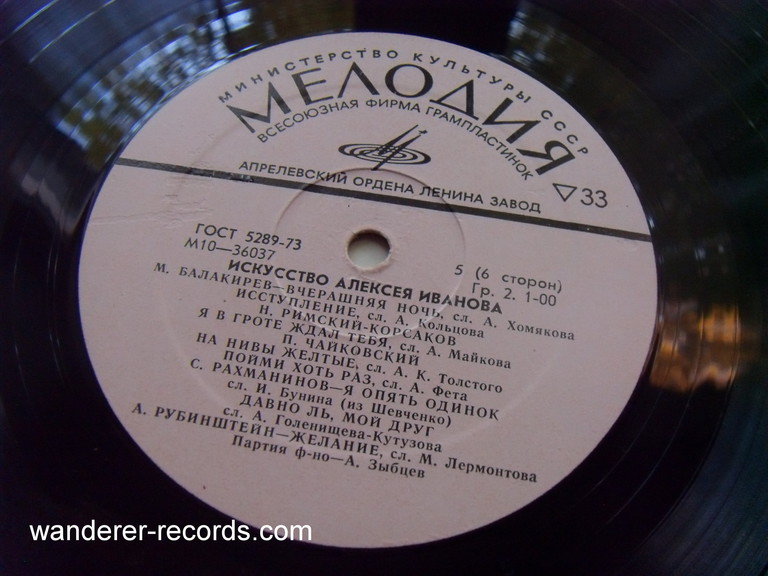 МИНИСТЕРСТВО КУЛЬТУРЫ СССР
МЕЛОДИЯ
ВСЕСОЮЗНАЯ ФИРМА ГРАМПЛАСТИНОК
АПРЕЛЕВСКИЙ ОРДЕНА ЛЕНИНА ЗАВОД
33
ГОСТ 5289-73
М10—36037
5 (6 сторон)
Гр. 2. 1-00
ИСКУССТВО АЛЕКСЕЯ ИВАНОВА
М. БАЛАКИРЕВ—ВЧЕРАШНЯЯ НОЧЬ, сл. А. Хомякова
ИССТУПЛЕНИЕ, сл. А. Кольцова
Н. РИМСКИЙ-КОРСАКОВ
Я В ГРОТЕ ЖДАЛ ТЕБЯ, сл. А. Майкова
П. ЧАЙКОВСКИЙ
НА НИВЫ ЖЕЛТЫЕ, сл. А. К. Толстого
ПОЙМИ ХОТЬ РАЗ, сл. А. Фета
С. РАХМАНИНОВ—Я ОПЯТЬ ОДИНОК
сл. И. Бунина (из Шевченко)
ДАВНО ЛЬ, МОЙ ДРУГ
сл. А. Голенищева-Кутузова
А. РУБИНШТЕЙН—ЖЕЛАНИЕ, сл. М. Лермонтова
Партия ф-но—А. Зыбцев
wanderer-records.com